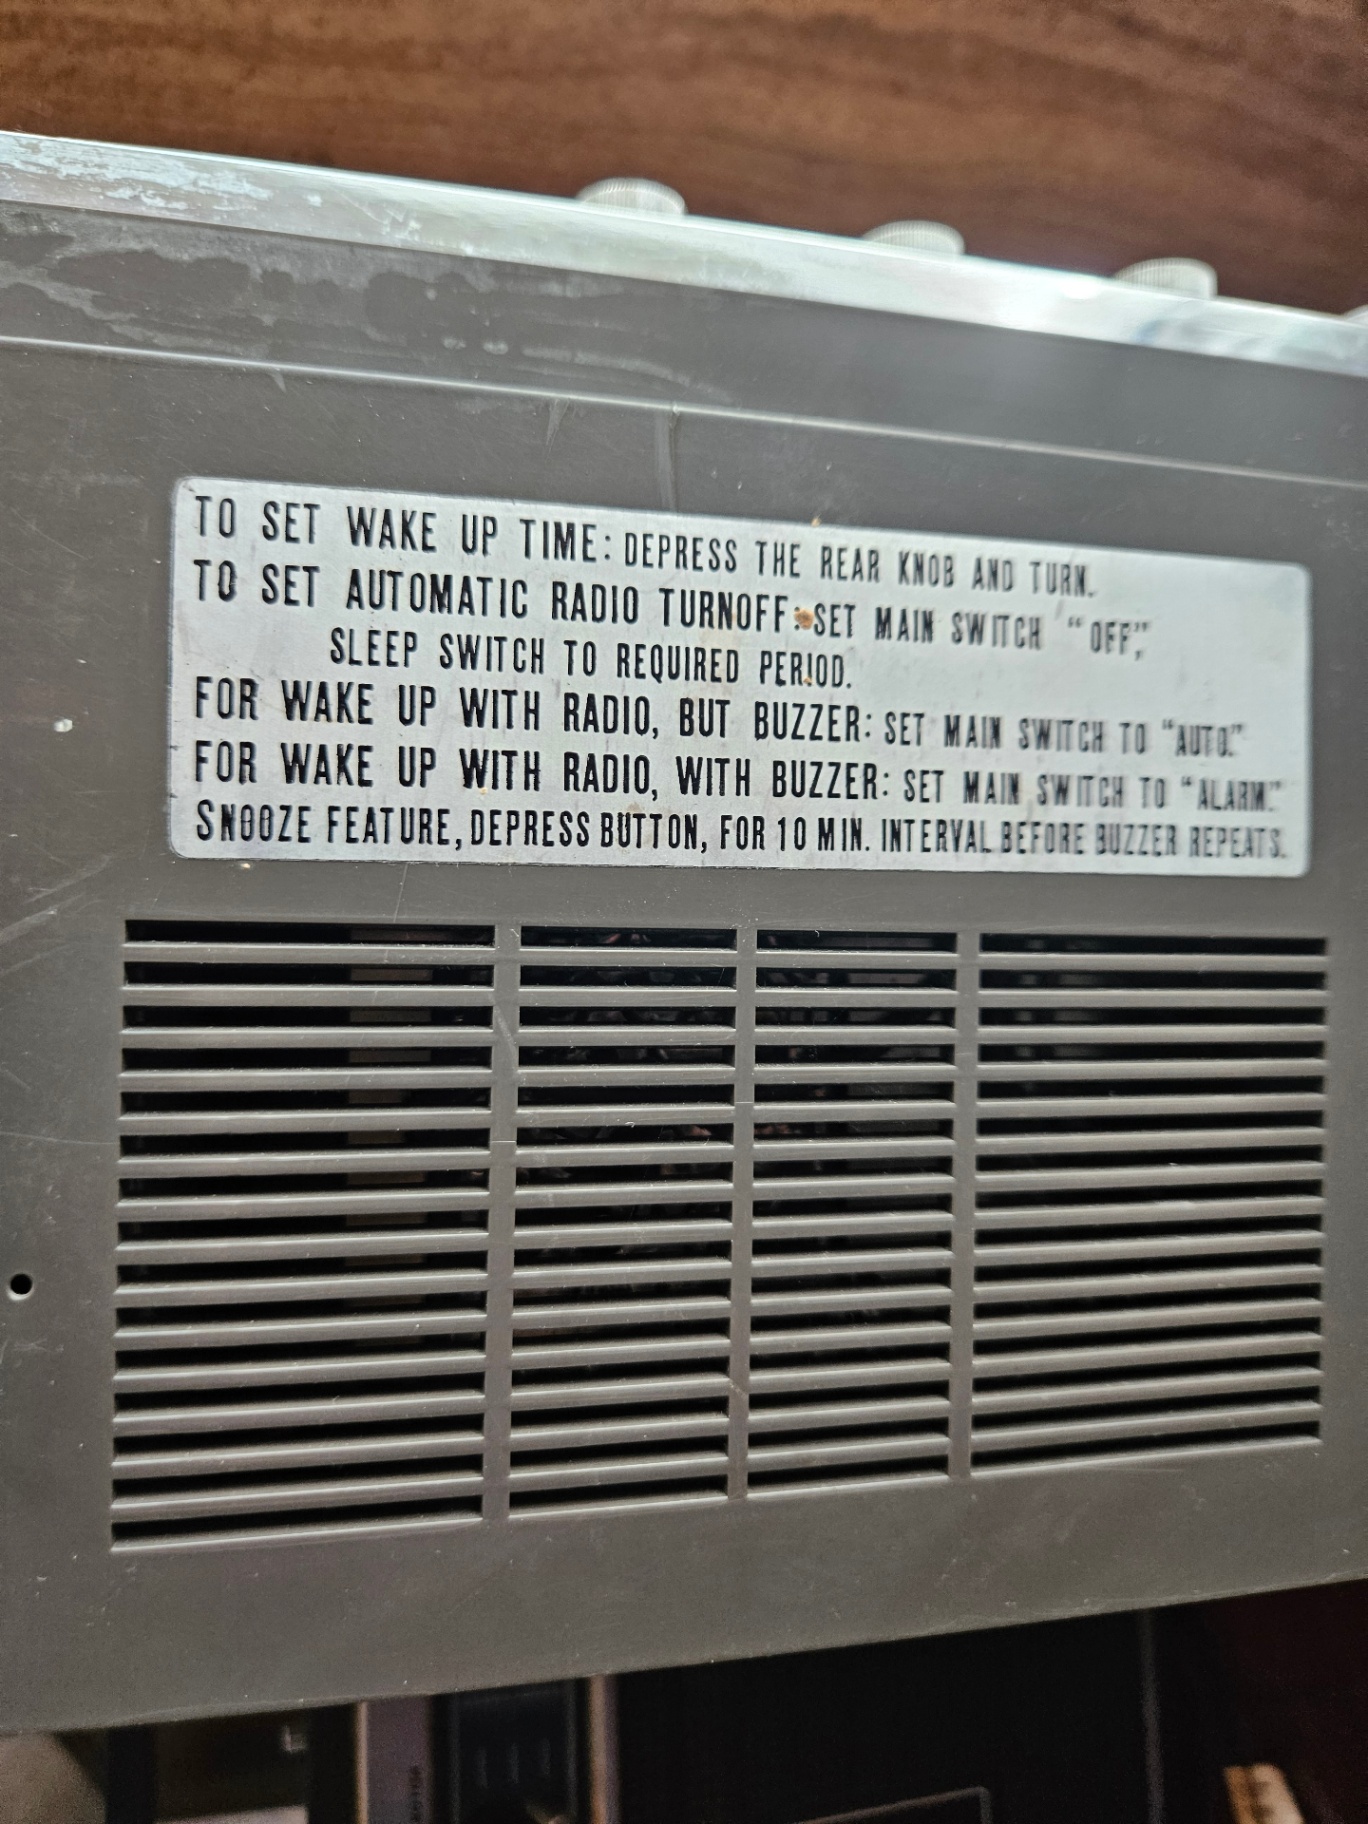 TO SET WAKE UP TIME: DEPRESS THE REAR KNOB AND TURN.
TO SET AUTOMATIC RADIO TURNOFF: SET MAIN SWITCH "OFF",
SLEEP SWITCH TO REQUIRED PERIOD.
FOR WAKE UP WITH RADIO, BUT BUZZER: SET MAIN SWITCH TO "AUTO."
FOR WAKE UP WITH RADIO, WITH BUZZER: SET MAIN SWITCH TO "ALARM."
SNOOZE FEATURE, DEPRESS BUTTON, FOR 10 MIN. INTERVAL BEFORE BUZZER REPEATS.